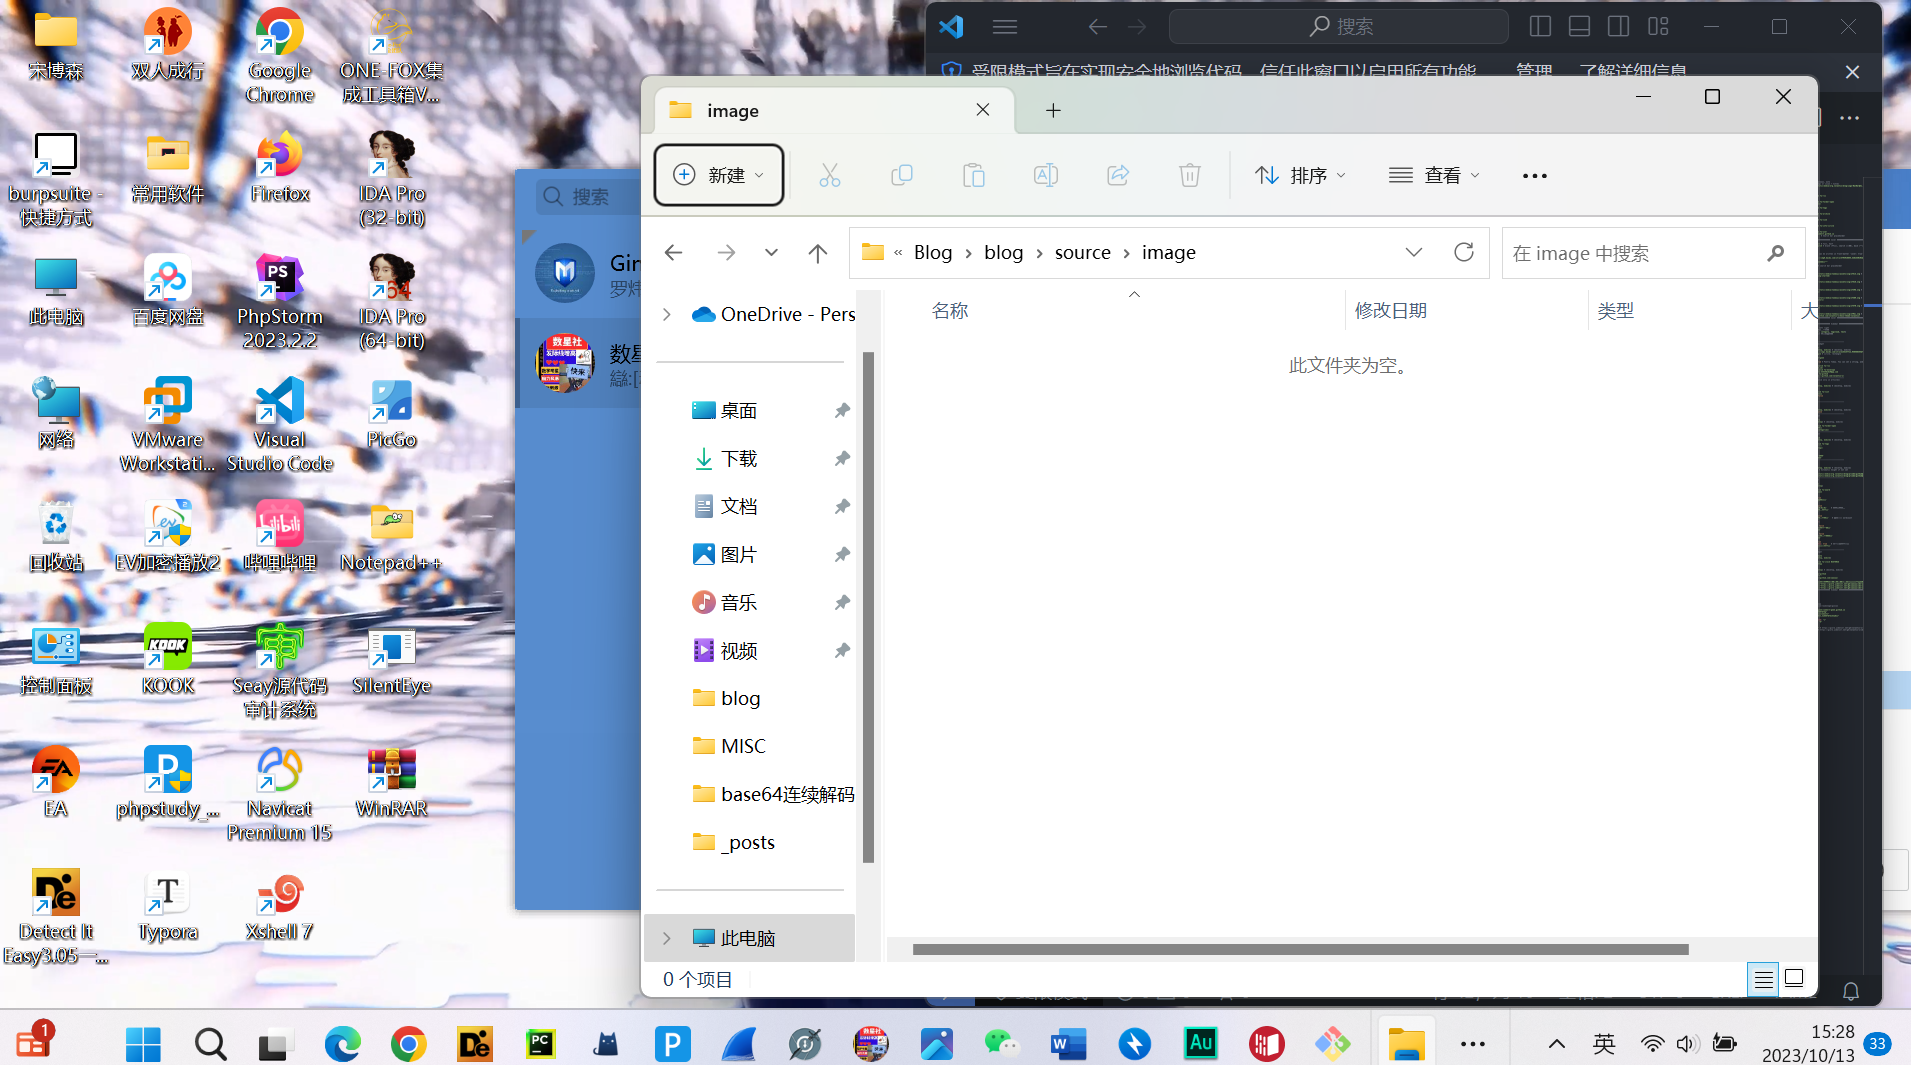 宋博森
双人成行
Google
Chrome
ONE-FOX集
成工具箱V...
burpsuite -
快捷方式
常用软件
Firefox
IDA Pro
(32-bit)
此电脑
百度网盘
PhpStorm
2023.2.2
IDA Pro
(64-bit)
网络
VMware
Workstati...
Visual
Studio Code
PicGo
回收站
EV加密播放2
哔哩哔哩
Notepad++
控制面板
KOOK
Seay源代码
审计系统
SilentEye
EA
phpstudy_...
Navicat
Premium 15
WinRAR
Detect It
Easy3.05一...
Typora
Xshell 7
搜索
受限模式旨在实现安全地浏览代码。信任此窗口以启用所有功能。
管理
了解详细信息
搜索
Gin
罗炜
数星
image
新建
排序
查看
« Blog › blog › source › image
在 image 中搜索
名称
修改日期
类型
大
此文件夹为空。
OneDrive - Pers
桌面
下载
文档
图片
音乐
视频
blog
MISC
base64连续解码
_posts
此电脑
0 个项目
1
英
15:28
2023/10/13
33